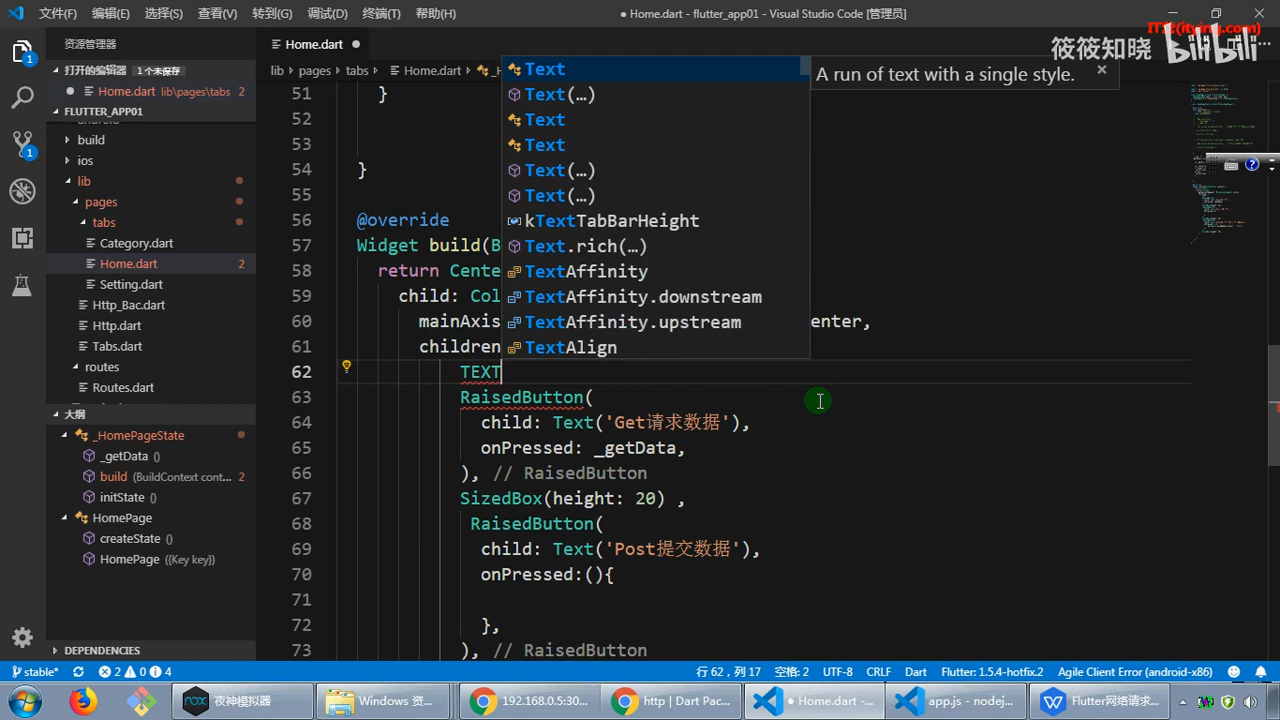 文件(F) 编辑(E) 选择(S) 查看(V) 转到(G) 调试(D) 终端(T) 帮助(H)
● Home.dart - flutter_app01 - Visual Studio Code [管理员]
筱筱知晓 bilibili
资源管理器
打开的编辑器 1 个未保存
● Home.dart lib\pages\tabs 2
FLUTTER_APP01
build
ios
lib
pages
tabs
Category.dart
Home.dart 2
Setting.dart
Http_Bac.dart
Http.dart
Tabs.dart
routes
Routes.dart
大纲
_HomePageState
_getData ()
build (BuildContext cont... 2
initState ()
HomePage
createState ()
HomePage ({Key key})
DEPENDENCIES
Home.dart ●
lib › pages › tabs › Home.dart ›
Text
Text(…)
Text
Text
Text(…)
Text(…)
kTextTabBarHeight
Text.rich(…)
TextAffinity
TextAffinity.downstream
TextAffinity.upstream
TextAlign
A run of text with a single style.
51 }
52
53
54 }
55
56 @override
57 Widget build(B
58 return Cente
59 child: Col
60 mainAxis enter,
61 children
62 TEXT
63 RaisedButton(
64 child: Text('Get请求数据'),
65 onPressed: _getData,
66 ), // RaisedButton
67 SizedBox(height: 20) ,
68 RaisedButton(
69 child: Text('Post提交数据'),
70 onPressed:(){
71
72 },
73 ), // RaisedButton
stable* 2 0 4 行 62，列 17 空格: 2 UTF-8 CRLF Dart Flutter: 1.5.4-hotfix.2 Agile Client Error (android-x86)
夜神模拟器 Windows 资... 192.168.0.5:30... http | Dart Pac... ● Home.dart -... app.js - nodej... Flutter网络请求...